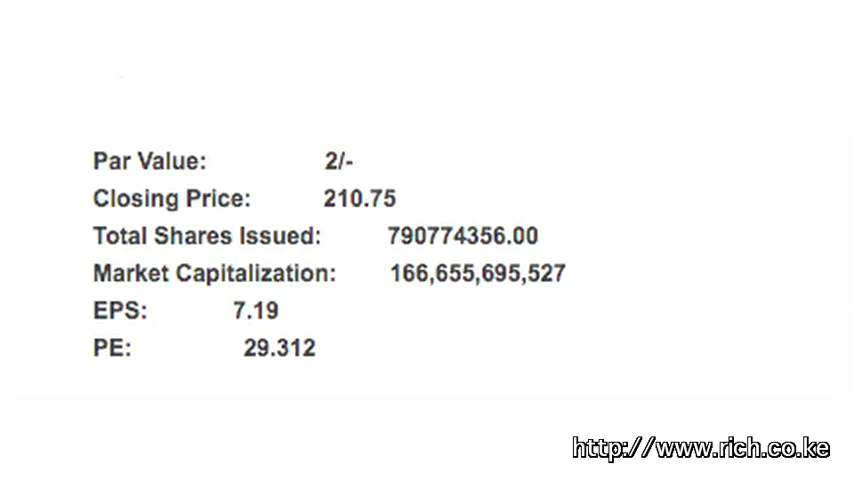 Par Value: 2/-
Closing Price: 210.75
Total Shares Issued: 790774356.00
Market Capitalization: 166,655,695,527
EPS: 7.19
PE: 29.312
http://www.rich.co.ke